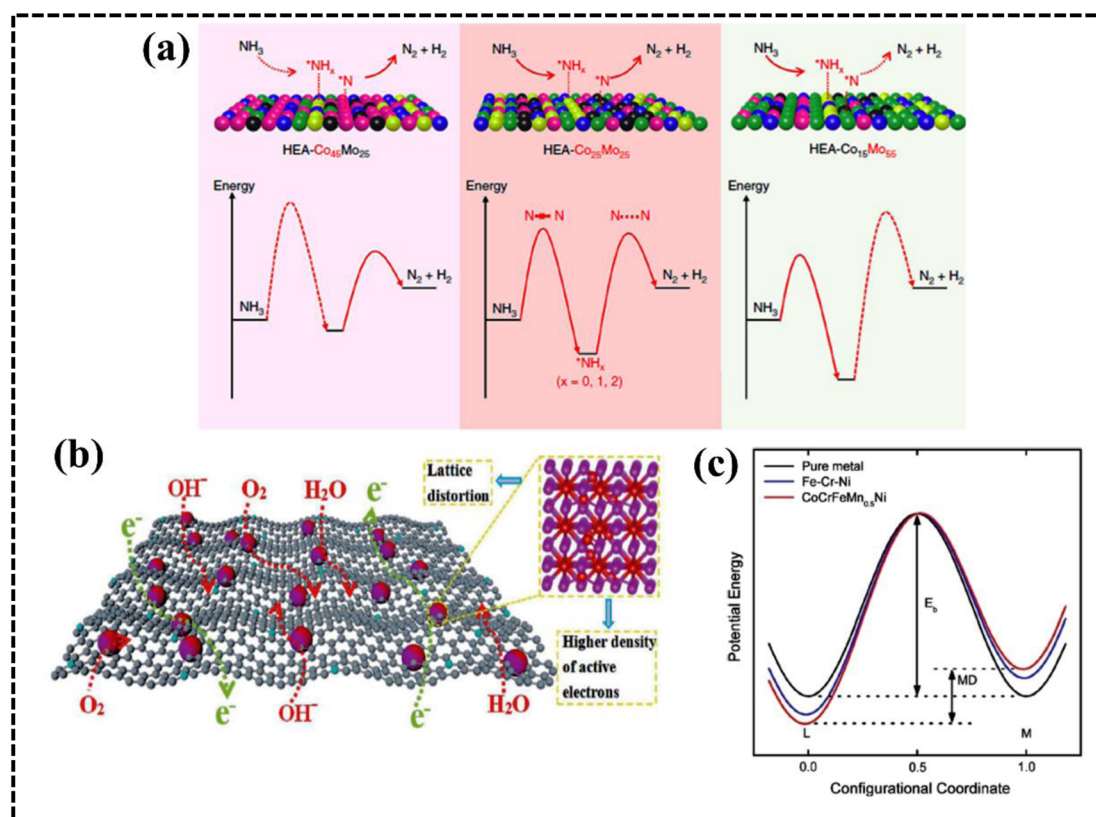 (a)
NH₃
*NHₓ
*N
N₂ + H₂
HEA-Co₄₅Mo₂₅
Energy
NH₃
N₂ + H₂
NH₃
*NHₓ
*N
N₂ + H₂
HEA-Co₂₅Mo₂₅
Energy
N N
N····N
NH₃
N₂ + H₂
*NHₓ
(x = 0, 1, 2)
NH₃
*NHₓ
*N
N₂ + H₂
HEA-Co₁₅Mo₅₅
Energy
NH₃
N₂ + H₂
(b)
e⁻
OH⁻
O₂
H₂O
e⁻
Lattice
distortion
Higher density
of active
electrons
O₂
e⁻
OH⁻
e⁻
H₂O
(c)
Pure metal
Fe-Cr-Ni
CoCrFeMn₀.₅Ni
Potential Energy
E_b
MD
L
M
0.0
0.5
1.0
Configurational Coordinate